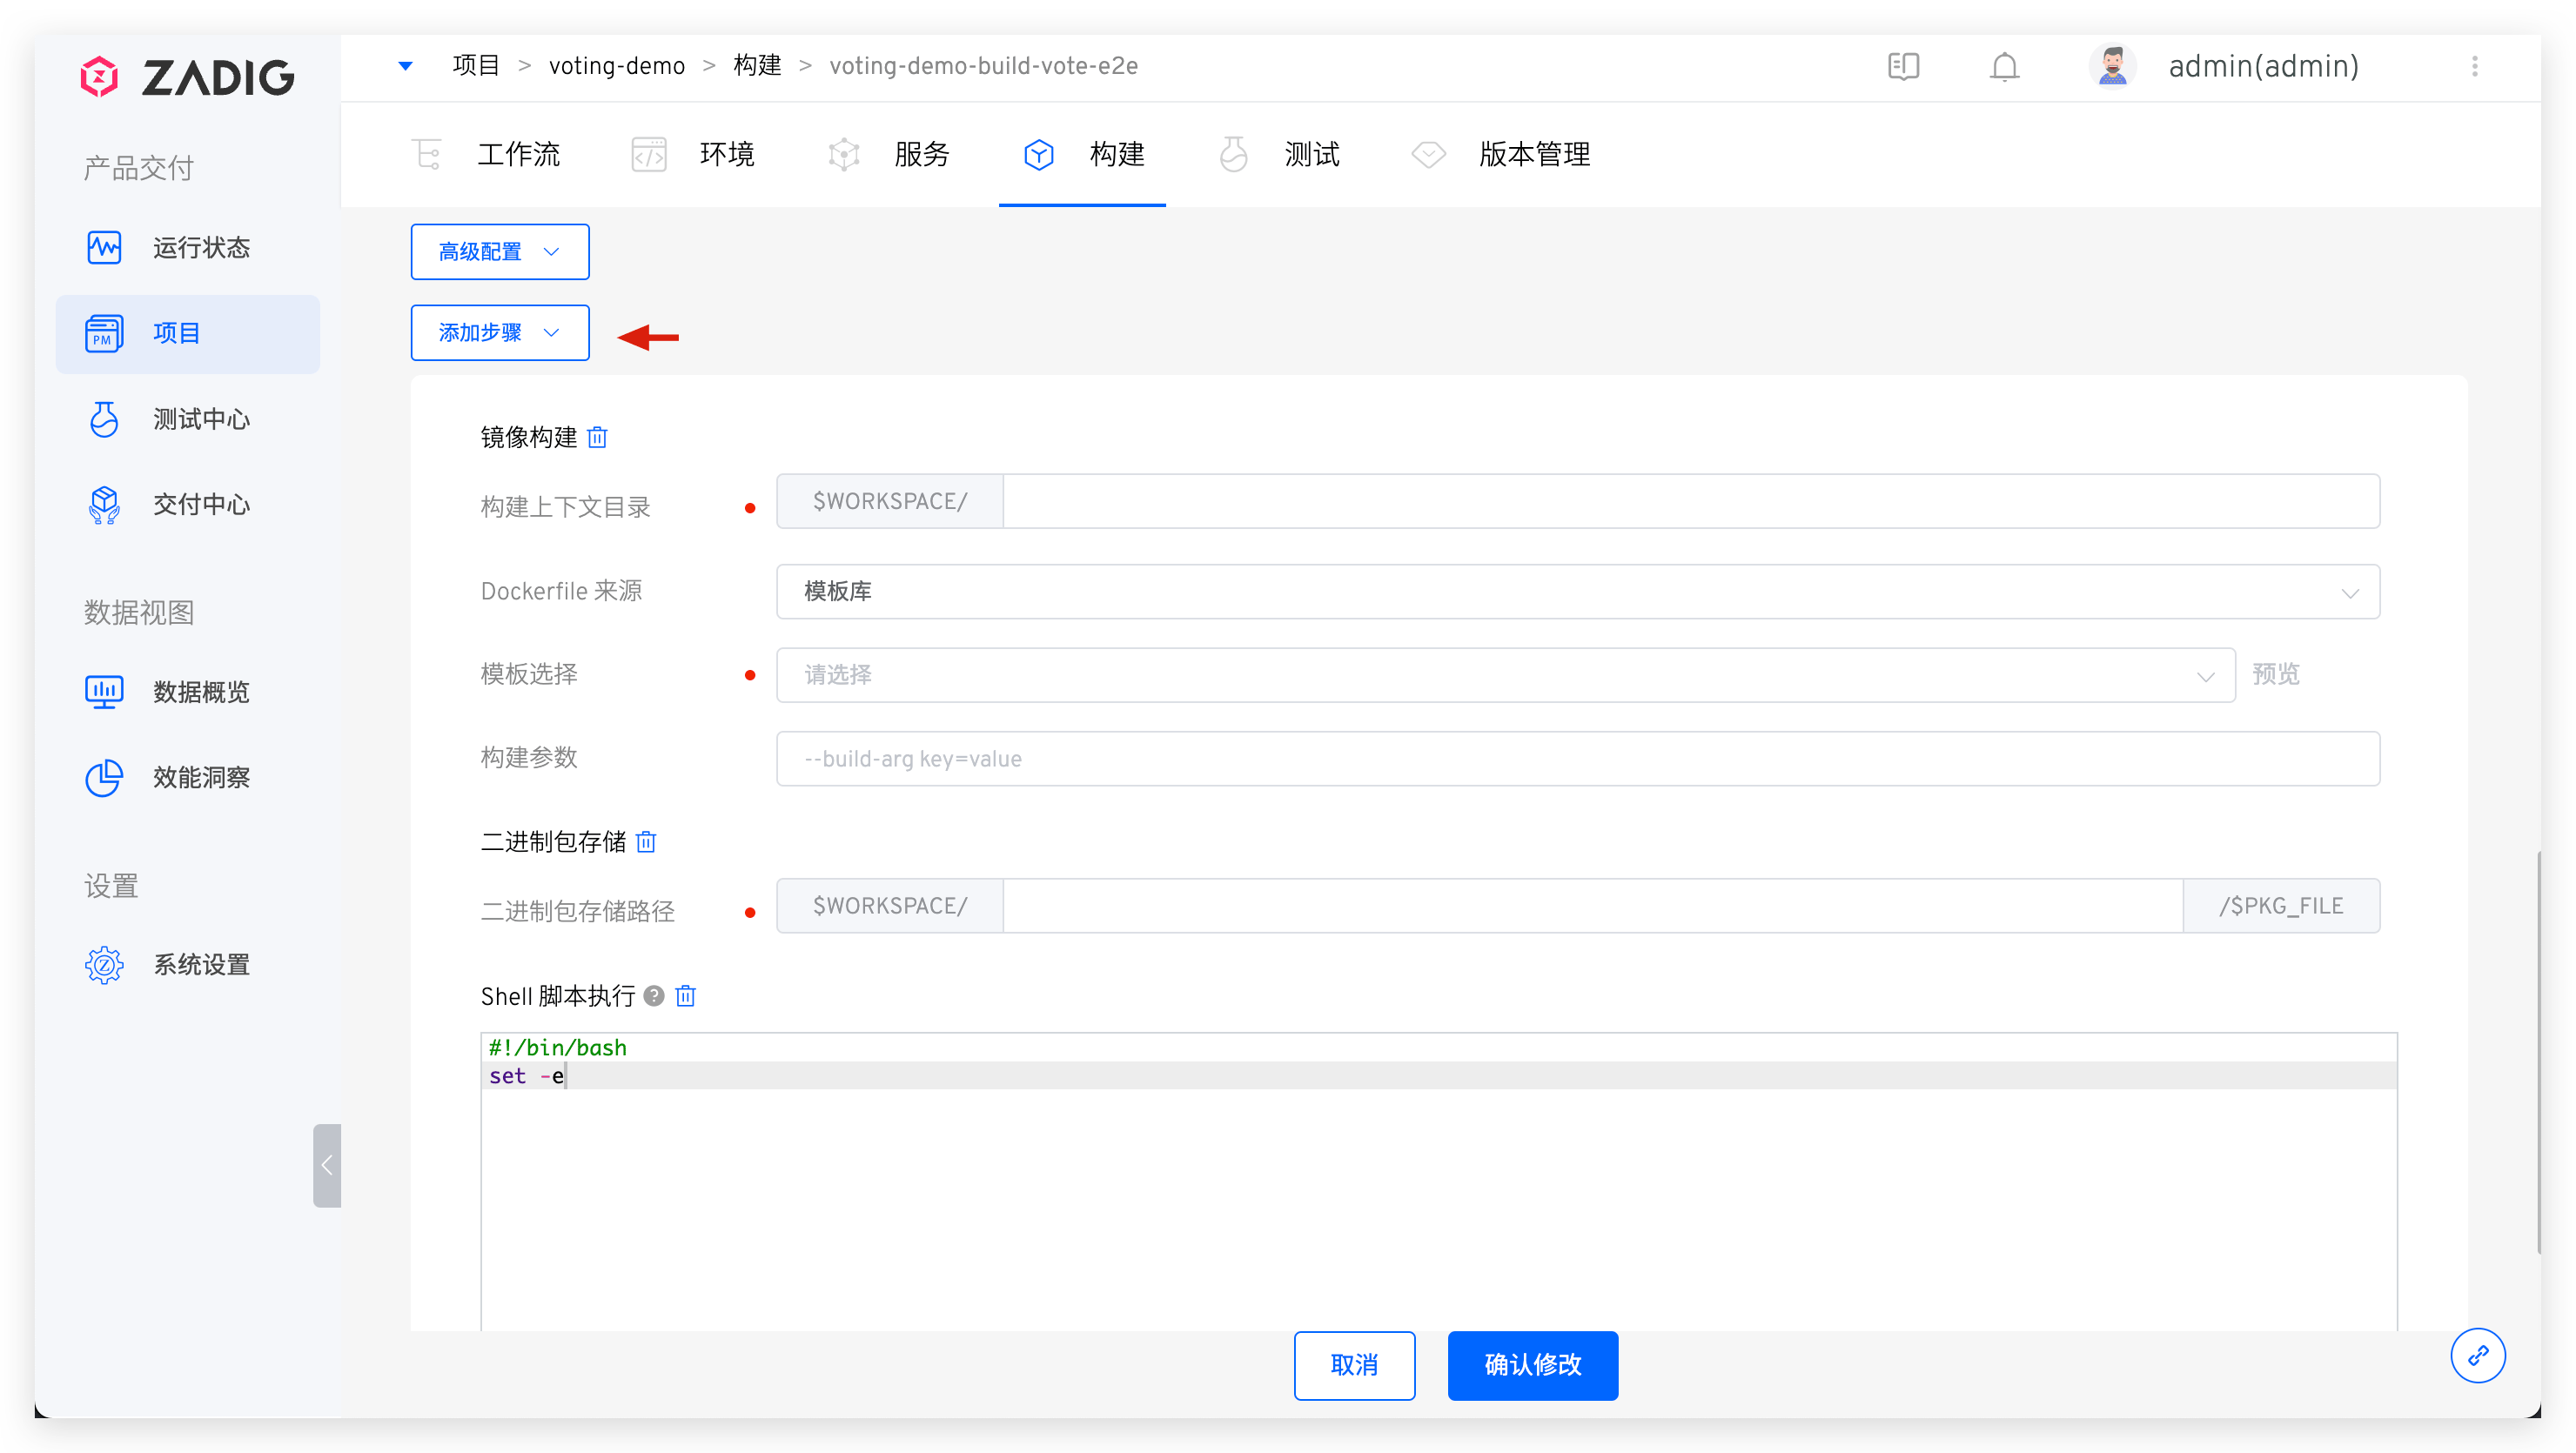 ZADIG
产品交付
运行状态
PM
项目
测试中心
交付中心
数据视图
数据概览
效能洞察
设置
Z
系统设置
项目 > voting-demo > 构建 > voting-demo-build-vote-e2e
admin(admin)
工作流
环境
服务
构建
测试
版本管理
高级配置
添加步骤
镜像构建
构建上下文目录
$WORKSPACE/
Dockerfile 来源
模板库
模板选择
请选择
预览
构建参数
--build-arg key=value
二进制包存储
二进制包存储路径
$WORKSPACE/
/$PKG_FILE
Shell 脚本执行 ?
#!/bin/bash
set -e
取消
确认修改